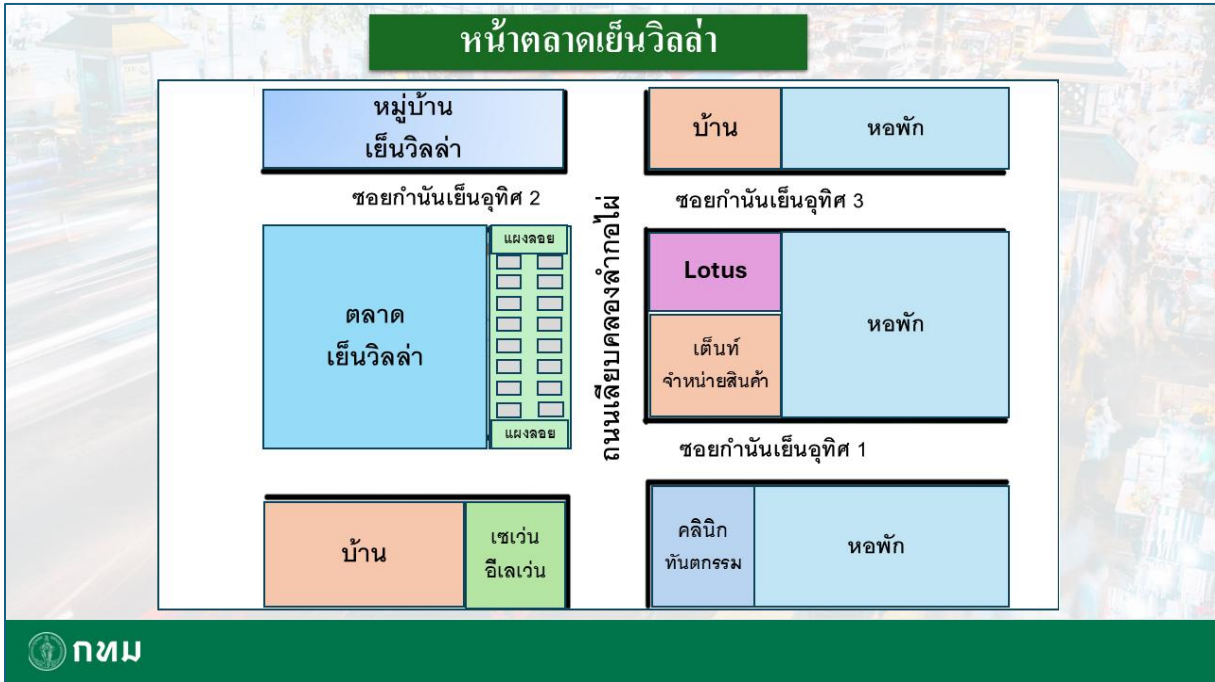 หน้าตลาดเย็นวิลล่า
หมู่บ้าน
เย็นวิลล่า
บ้าน
หอพัก
ซอยกำนันเย็นอุทิศ 2
ซอยกำนันเย็นอุทิศ 3
ตลาด
เย็นวิลล่า
แผงลอย
แผงลอย
ถนนเลียบคลองลำกอไผ่
Lotus
เต็นท์
จำหน่ายสินค้า
หอพัก
ซอยกำนันเย็นอุทิศ 1
บ้าน
เซเว่น
อีเลเว่น
คลินิก
ทันตกรรม
หอพัก
กทม